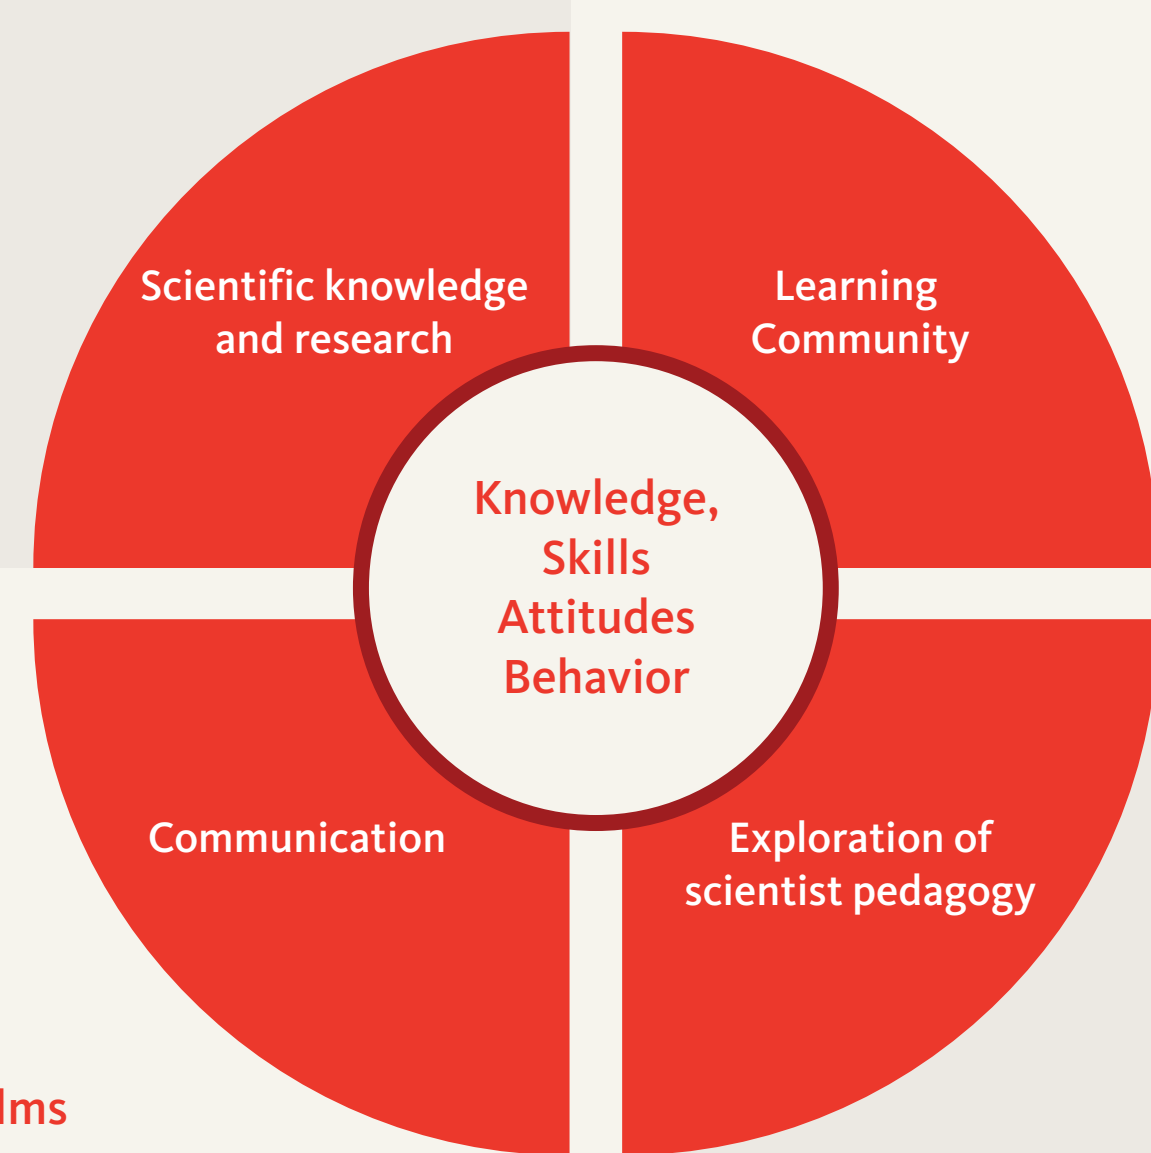 Scientific knowledge
and research
Learning
Community
Knowledge,
Skills
Attitudes
Behavior
Communication
Exploration of
scientist pedagogy
lms